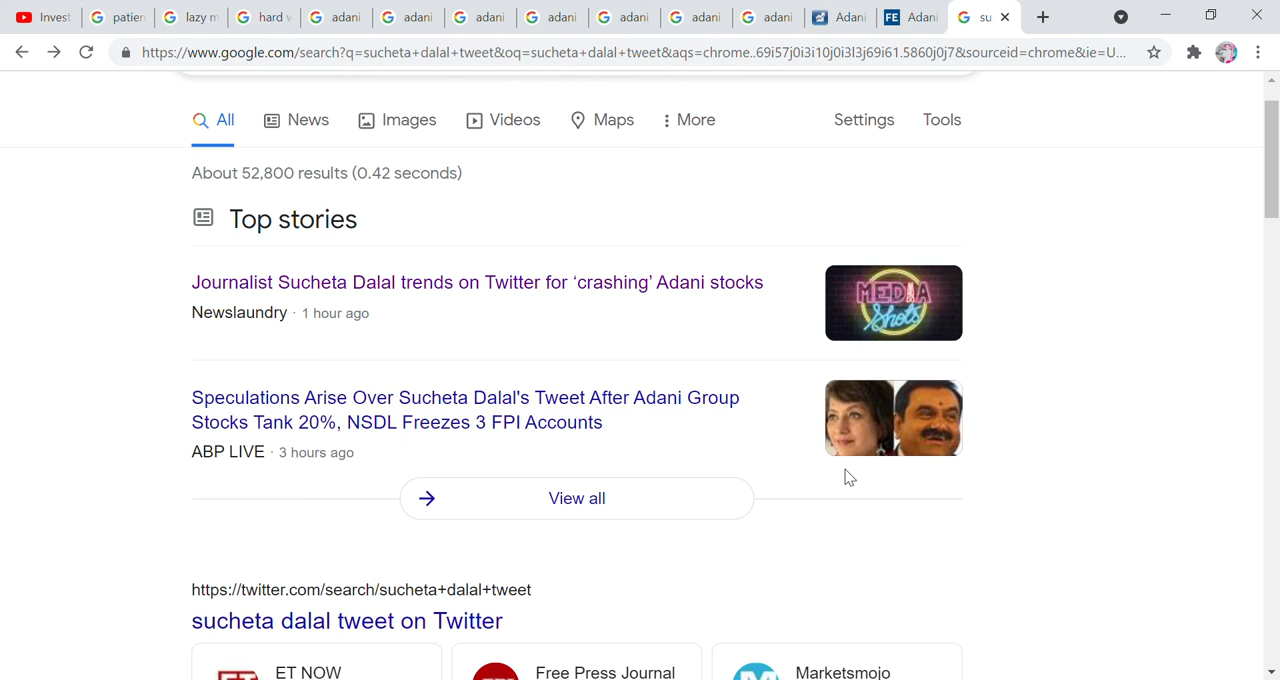 Invest
patien
lazy m
hard w
adani
adani
adani
adani
adani
adani
adani
Adani
FE Adani
su
https://www.google.com/search?q=sucheta+dalal+tweet&oq=sucheta+dalal+tweet&aqs=chrome..69i57j0i3i10j0i3l3j69i61.5860j0j7&sourceid=chrome&ie=U...
All News Images Videos Maps More Settings Tools
About 52,800 results (0.42 seconds)
Top stories
Journalist Sucheta Dalal trends on Twitter for ‘crashing’ Adani stocks
Newslaundry · 1 hour ago
MEDIA
Shots
Speculations Arise Over Sucheta Dalal's Tweet After Adani Group
Stocks Tank 20%, NSDL Freezes 3 FPI Accounts
ABP LIVE · 3 hours ago
View all
https://twitter.com/search/sucheta+dalal+tweet
sucheta dalal tweet on Twitter
ET NOW
Free Press Journal
Marketsmojo